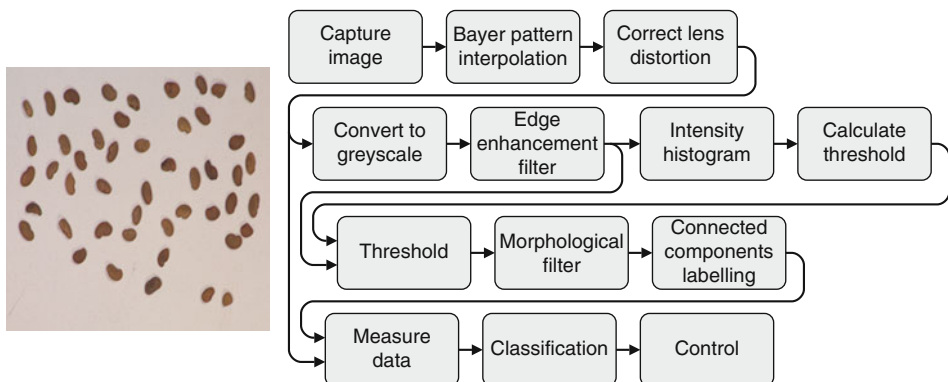 Capture
image
Bayer pattern
interpolation
Correct lens
distortion
Convert to
greyscale
Edge
enhancement
filter
Intensity
histogram
Calculate
threshold
Threshold
Morphological
filter
Connected
components
labelling
Measure
data
Classification
Control